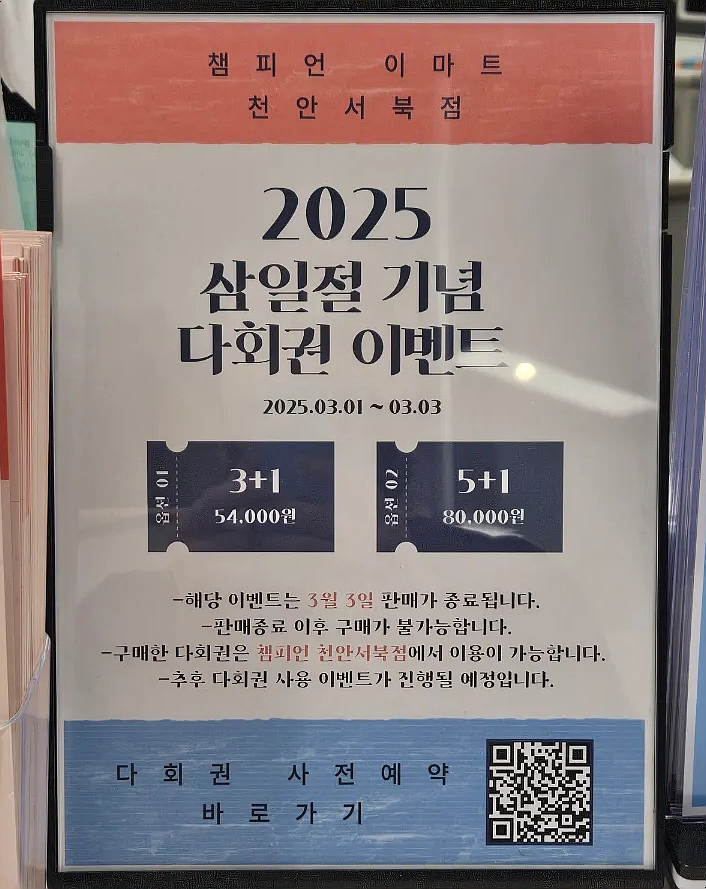 챔피언 이마트
천안서북점
2025
삼일절 기념
다회권 이벤트
2025.03.01 ~ 03.03
옵션 01
3+1
54,000원
옵션 02
5+1
80,000원
-해당 이벤트는 3월 3일 판매가 종료됩니다.
-판매종료 이후 구매가 불가능합니다.
-구매한 다회권은 챔피언 천안서북점에서 이용이 가능합니다.
-추후 다회권 사용 이벤트가 진행될 예정입니다.
다회권 사전예약
바로가기